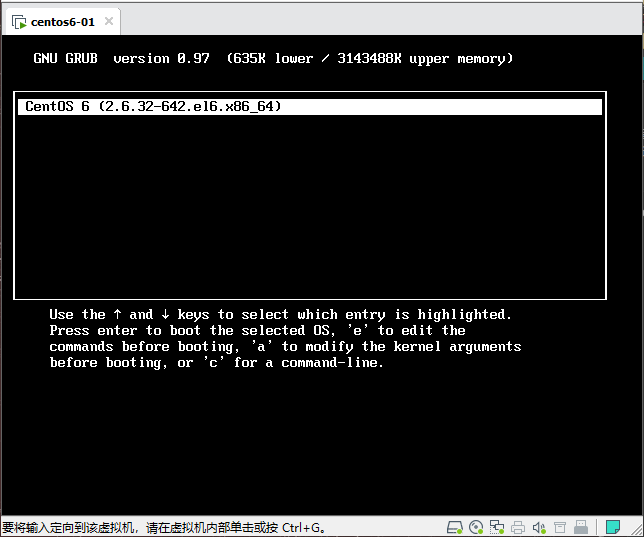 centos6-01
GNU GRUB version 0.97 (635K lower / 3143488K upper memory)
CentOS 6 (2.6.32-642.el6.x86_64)
Use the ↑ and ↓ keys to select which entry is highlighted.
Press enter to boot the selected OS, 'e' to edit the
commands before booting, 'a' to modify the kernel arguments
before booting, or 'c' for a command-line.
要将输入定向到该虚拟机，请在虚拟机内部单击或按 Ctrl+G。